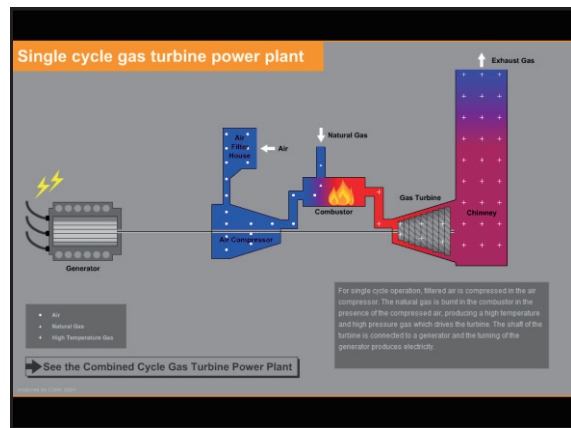 Single cycle gas turbine power plant
Exhaust Gas
Natural Gas
Air
Filter
House
Air
Gas Turbine
Combustor
Chimney
Air Compressor
Generator
For single cycle operation, filtered air is compressed in the air
compressor. The natural gas is burnt in the combustor in the
presence of the compressed air, producing a high temperature
and high pressure gas which drives the turbine. The shaft of the
turbine is connected to a generator and the turning of the
generator produces electricity.
Air
Natural Gas
High Temperature Gas
See the Combined Cycle Gas Turbine Power Plant